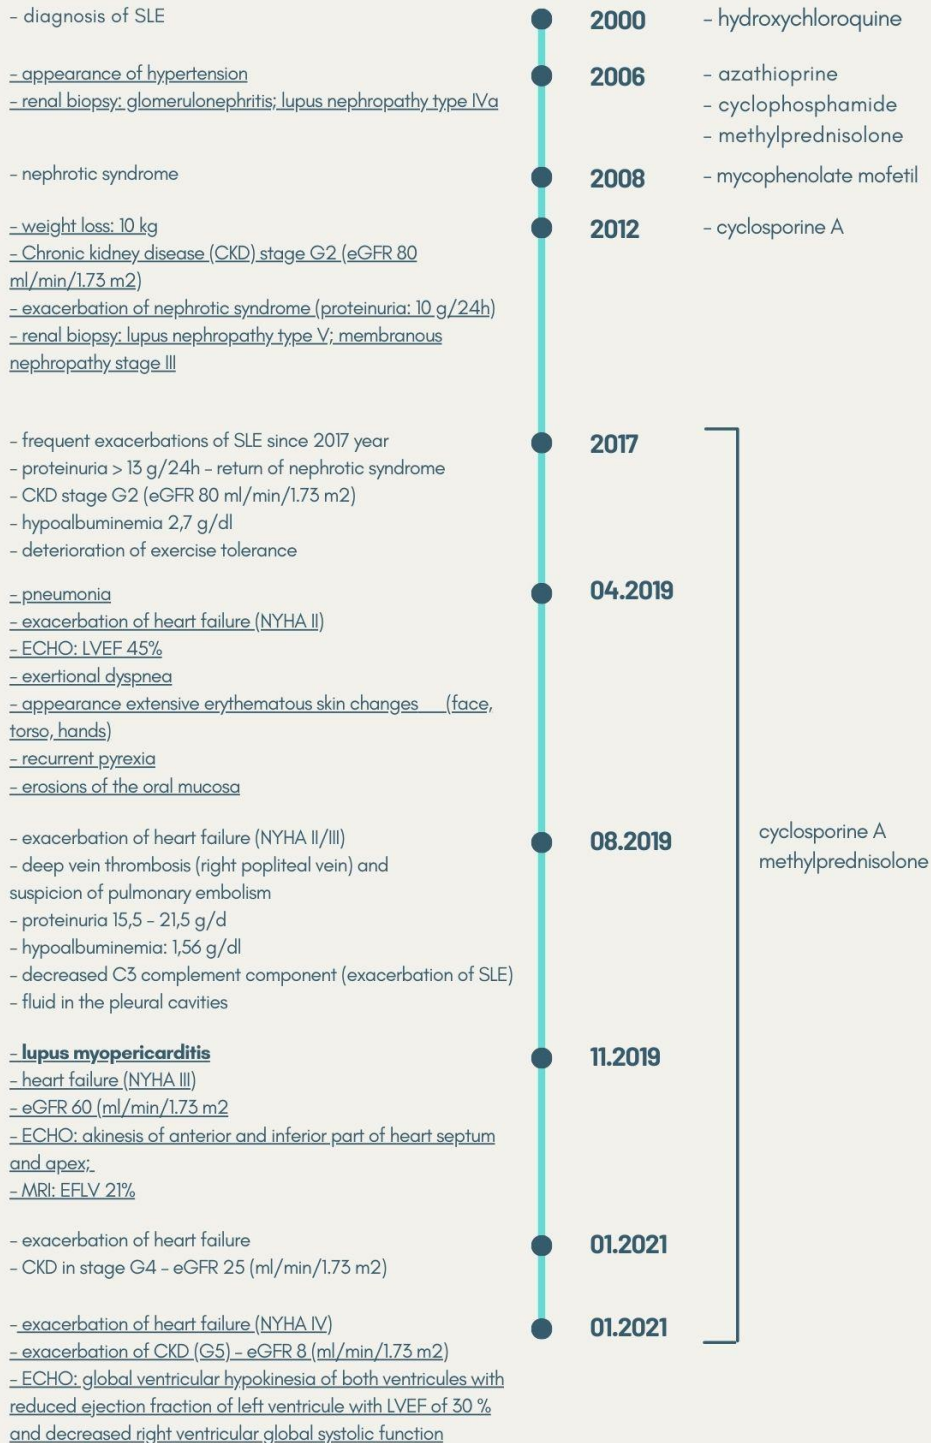 - diagnosis of SLE
2000
- hydroxychloroquine
- appearance of hypertension
- renal biopsy: glomerulonephritis; lupus nephropathy type IVa
2006
- azathioprine
- cyclophosphamide
- methylprednisolone
- nephrotic syndrome
2008
- mycophenolate mofetil
- weight loss: 10 kg
- Chronic kidney disease (CKD) stage G2 (eGFR 80
ml/min/1.73 m2)
- exacerbation of nephrotic syndrome (proteinuria: 10 g/24h)
- renal biopsy: lupus nephropathy type V; membranous
nephropathy stage III
2012
- cyclosporine A
- frequent exacerbations of SLE since 2017 year
- proteinuria > 13 g/24h - return of nephrotic syndrome
- CKD stage G2 (eGFR 80 ml/min/1.73 m2)
- hypoalbuminemia 2,7 g/dl
- deterioration of exercise tolerance
2017
- pneumonia
- exacerbation of heart failure (NYHA II)
- ECHO: LVEF 45%
- exertional dyspnea
- appearance extensive erythematous skin changes (face,
torso, hands)
- recurrent pyrexia
- erosions of the oral mucosa
04.2019
- exacerbation of heart failure (NYHA II/III)
- deep vein thrombosis (right popliteal vein) and
suspicion of pulmonary embolism
- proteinuria 15,5 - 21,5 g/d
- hypoalbuminemia: 1,56 g/dl
- decreased C3 complement component (exacerbation of SLE)
- fluid in the pleural cavities
08.2019
cyclosporine A
methylprednisolone
- lupus myopericarditis
- heart failure (NYHA III)
- eGFR 60 (ml/min/1.73 m2
- ECHO: akinesis of anterior and inferior part of heart septum
and apex;
- MRI: EFLV 21%
11.2019
- exacerbation of heart failure
- CKD in stage G4 - eGFR 25 (ml/min/1.73 m2)
01.2021
- exacerbation of heart failure (NYHA IV)
- exacerbation of CKD (G5) - eGFR 8 (ml/min/1.73 m2)
- ECHO: global ventricular hypokinesia of both ventricules with
reduced ejection fraction of left ventricule with LVEF of 30 %
and decreased right ventricular global systolic function
01.2021